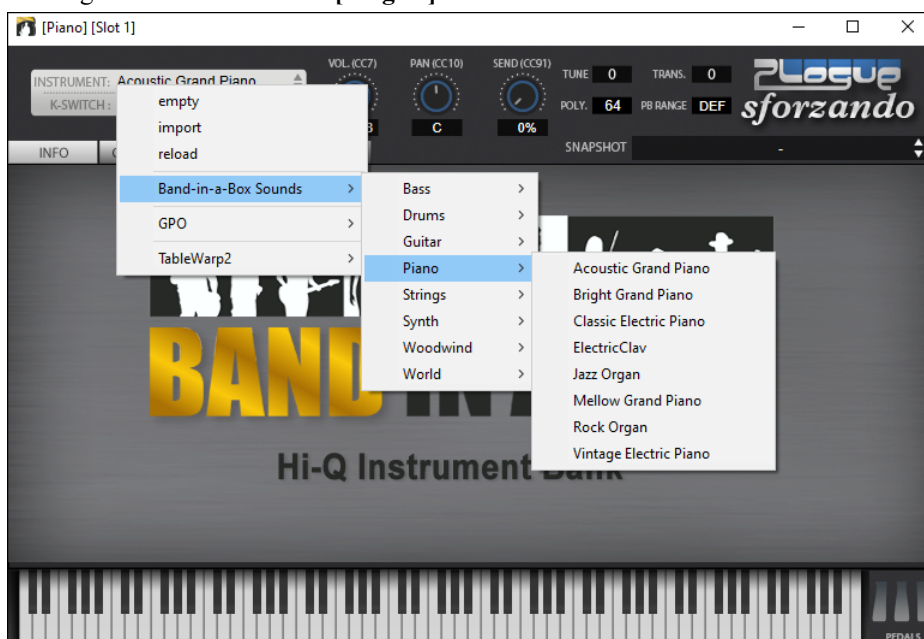 [Piano] [Slot 1]
INSTRUMENT: Acoustic Grand Piano
K-SWITCH:
VOL. (CC7)
PAN (CC10)
C
SEND (CC91)
0%
TUNE 0 TRANS. 0
POLY. 64 PB RANGE DEF
Plogue
sforzando
SNAPSHOT -
INFO
empty
import
reload
Band-in-a-Box Sounds
GPO
TableWarp2
Bass
Drums
Guitar
Piano
Strings
Synth
Woodwind
World
Acoustic Grand Piano
Bright Grand Piano
Classic Electric Piano
ElectricClav
Jazz Organ
Mellow Grand Piano
Rock Organ
Vintage Electric Piano
BAND IN A
Hi-Q Instrument Bank
PEDALS